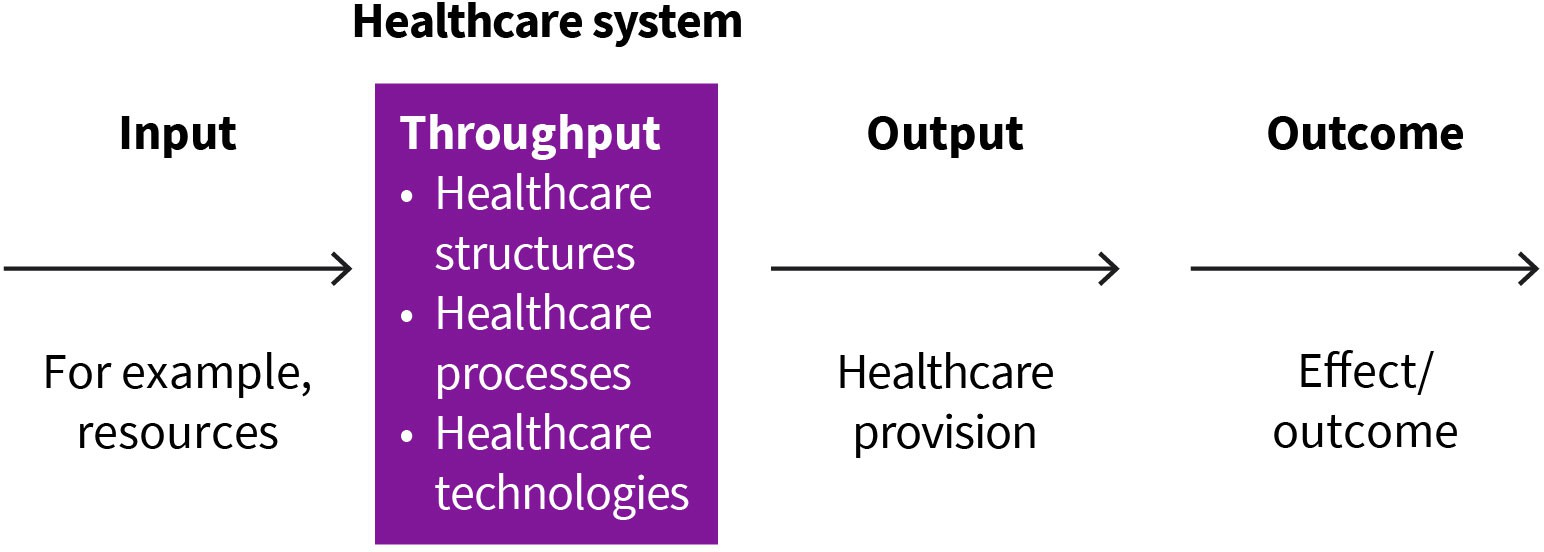 Healthcare system
Input
For example,
resources
Throughput
• Healthcare
structures
• Healthcare
processes
• Healthcare
technologies
Output
Healthcare
provision
Outcome
Effect/
outcome